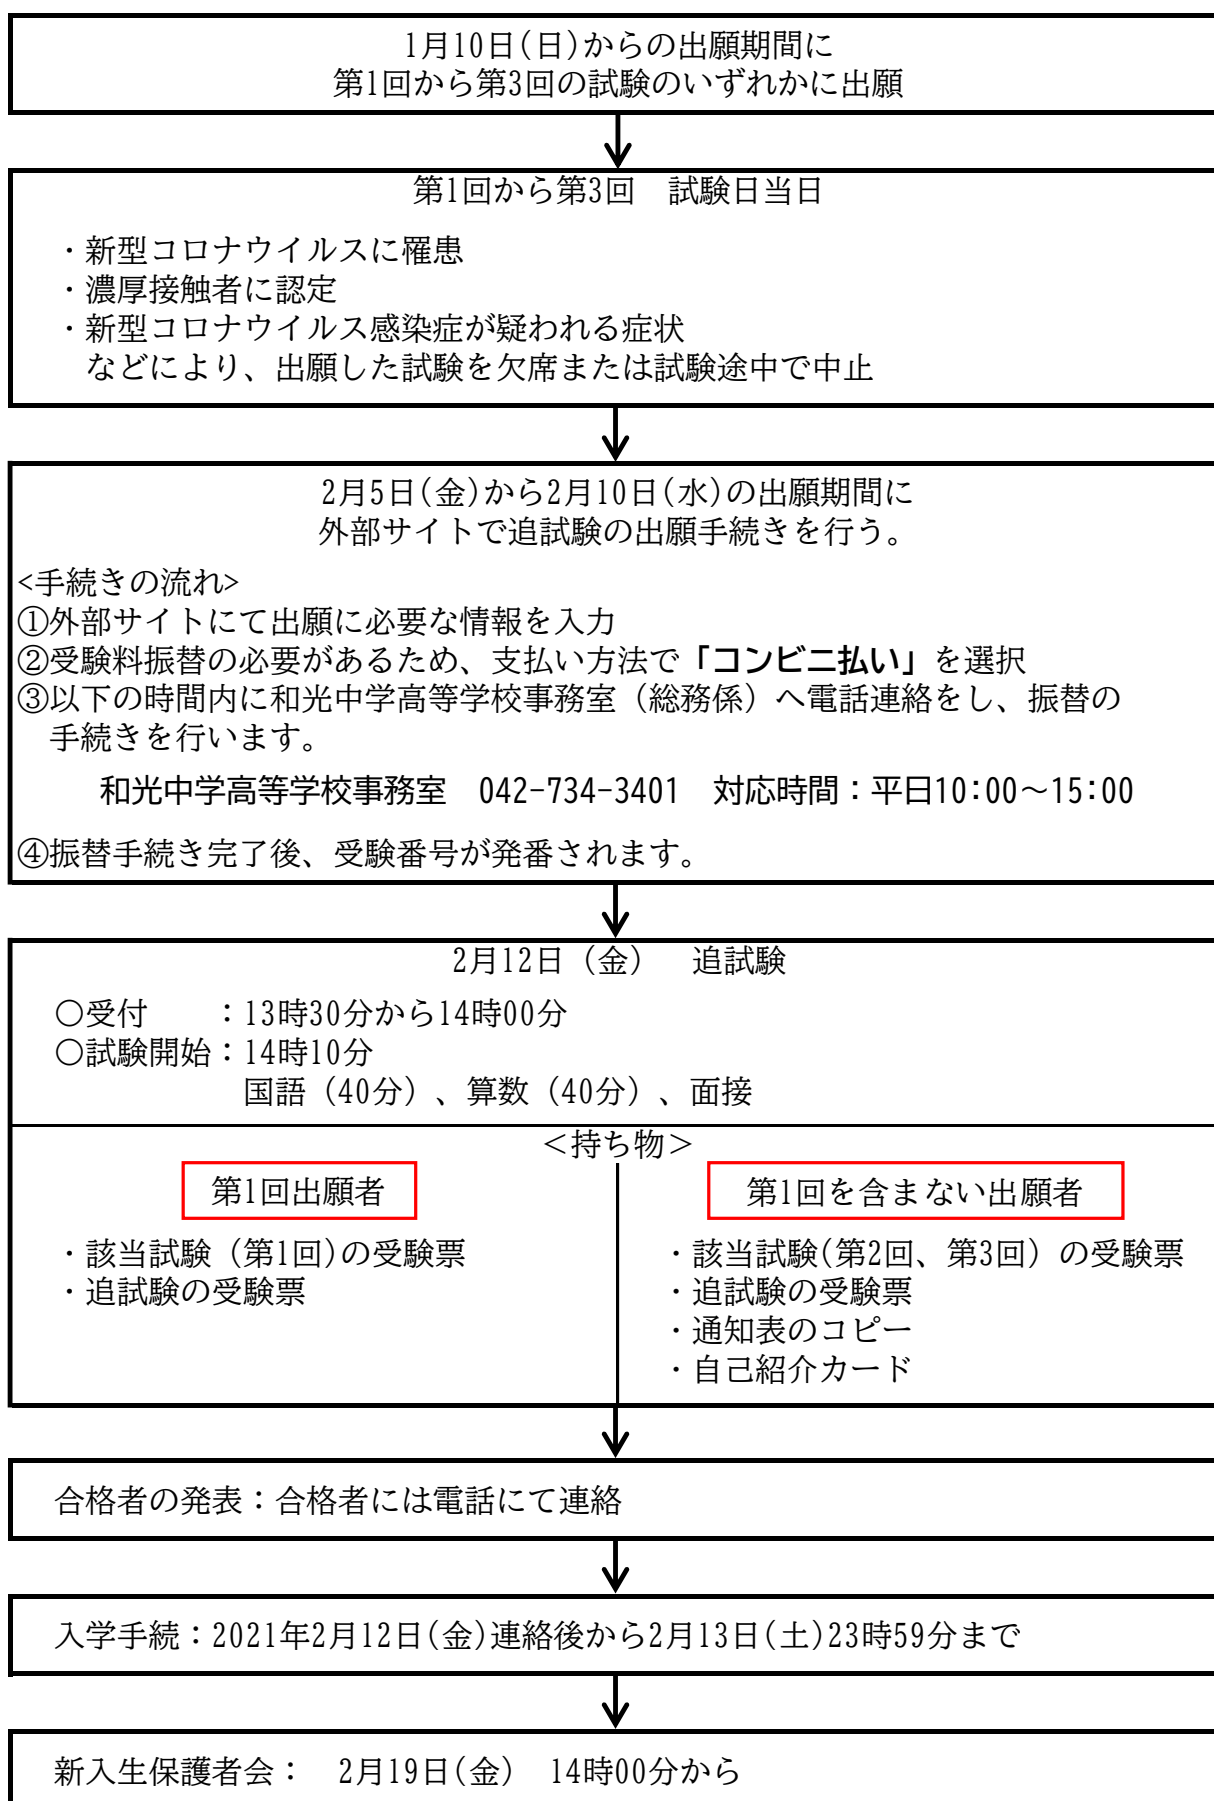 1月10日(日)からの出願期間に
第1回から第3回の試験のいずれかに出願
第1回から第3回　試験日当日
・新型コロナウイルスに罹患
・濃厚接触者に認定
・新型コロナウイルス感染症が疑われる症状
などにより、出願した試験を欠席または試験途中で中止
2月5日(金)から2月10日(水)の出願期間に
外部サイトで追試験の出願手続きを行う。
<手続きの流れ>
①外部サイトにて出願に必要な情報を入力
②受験料振替の必要があるため、支払い方法で「コンビニ払い」を選択
③以下の時間内に和光中学高等学校事務室（総務係）へ電話連絡をし、振替の
手続きを行います。
和光中学高等学校事務室　042-734-3401　対応時間：平日10:00～15:00
④振替手続き完了後、受験番号が発番されます。
2月12日（金）　追試験
○受付　　：13時30分から14時00分
○試験開始：14時10分
国語（40分）、算数（40分）、面接
＜持ち物＞
第1回出願者
・該当試験（第1回)の受験票
・追試験の受験票
第1回を含まない出願者
・該当試験(第2回、第3回）の受験票
・追試験の受験票
・通知表のコピー
・自己紹介カード
合格者の発表：合格者には電話にて連絡
入学手続：2021年2月12日(金)連絡後から2月13日(土)23時59分まで
新入生保護者会：　2月19日(金)　14時00分から